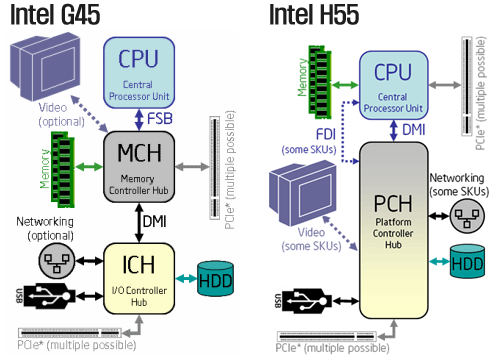 Intel G45
CPU
Central
Processor Unit
Video
(optional)
FSB
MCH
Memory
Controller Hub
Memory
PCIe* (multiple possible)
DMI
Networking
(optional)
ICH
I/O Controller
Hub
HDD
USB
PCIe* (multiple possible)
Intel H55
CPU
Central
Processor Unit
Memory
PCIe* (multiple possible)
FDI
(some SKUs)
DMI
PCH
Platform
Controller
Hub
Networking
(some SKUs)
Video
(some SKUs)
HDD
USB
PCIe* (multiple possible)